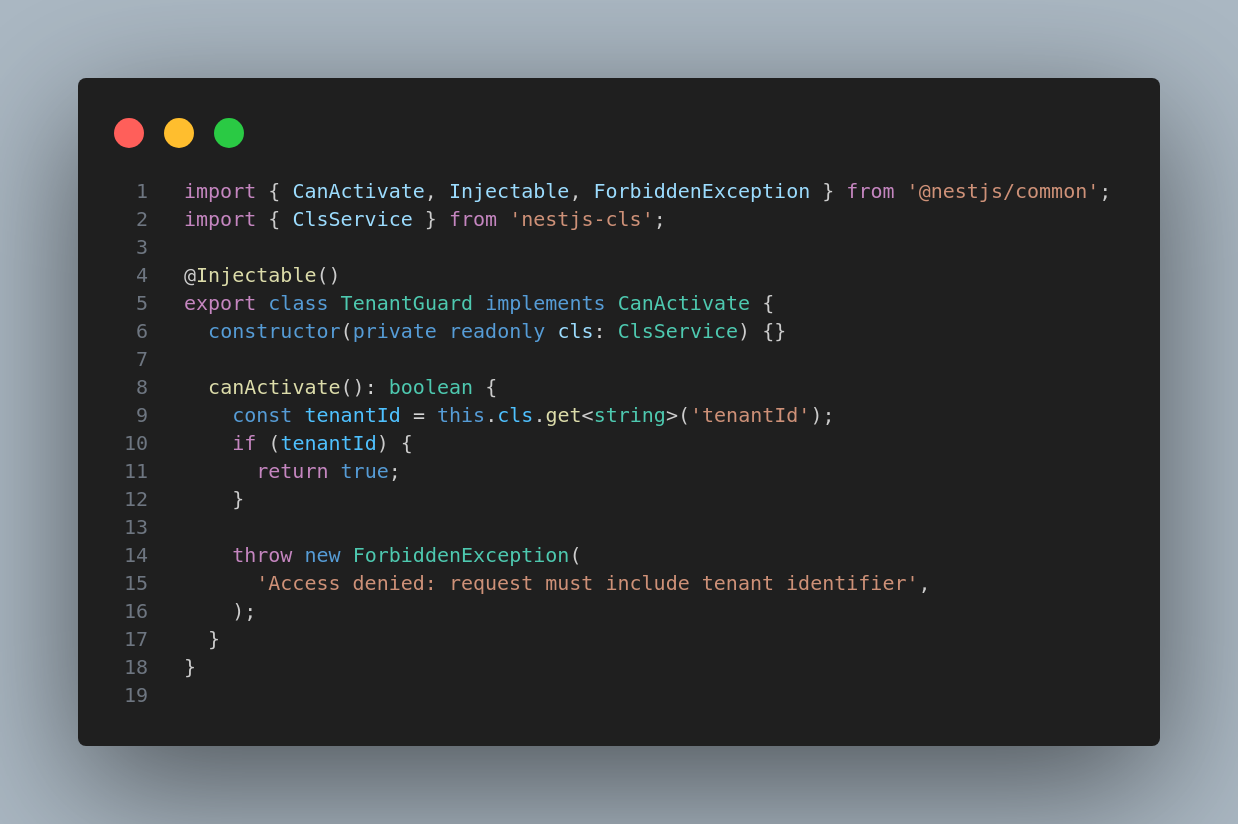 1 import { CanActivate, Injectable, ForbiddenException } from '@nestjs/common';
2 import { ClsService } from 'nestjs-cls';
3
4 @Injectable()
5 export class TenantGuard implements CanActivate {
6   constructor(private readonly cls: ClsService) {}
7
8   canActivate(): boolean {
9     const tenantId = this.cls.get<string>('tenantId');
10     if (tenantId) {
11       return true;
12     }
13
14     throw new ForbiddenException(
15       'Access denied: request must include tenant identifier',
16     );
17   }
18 }
19